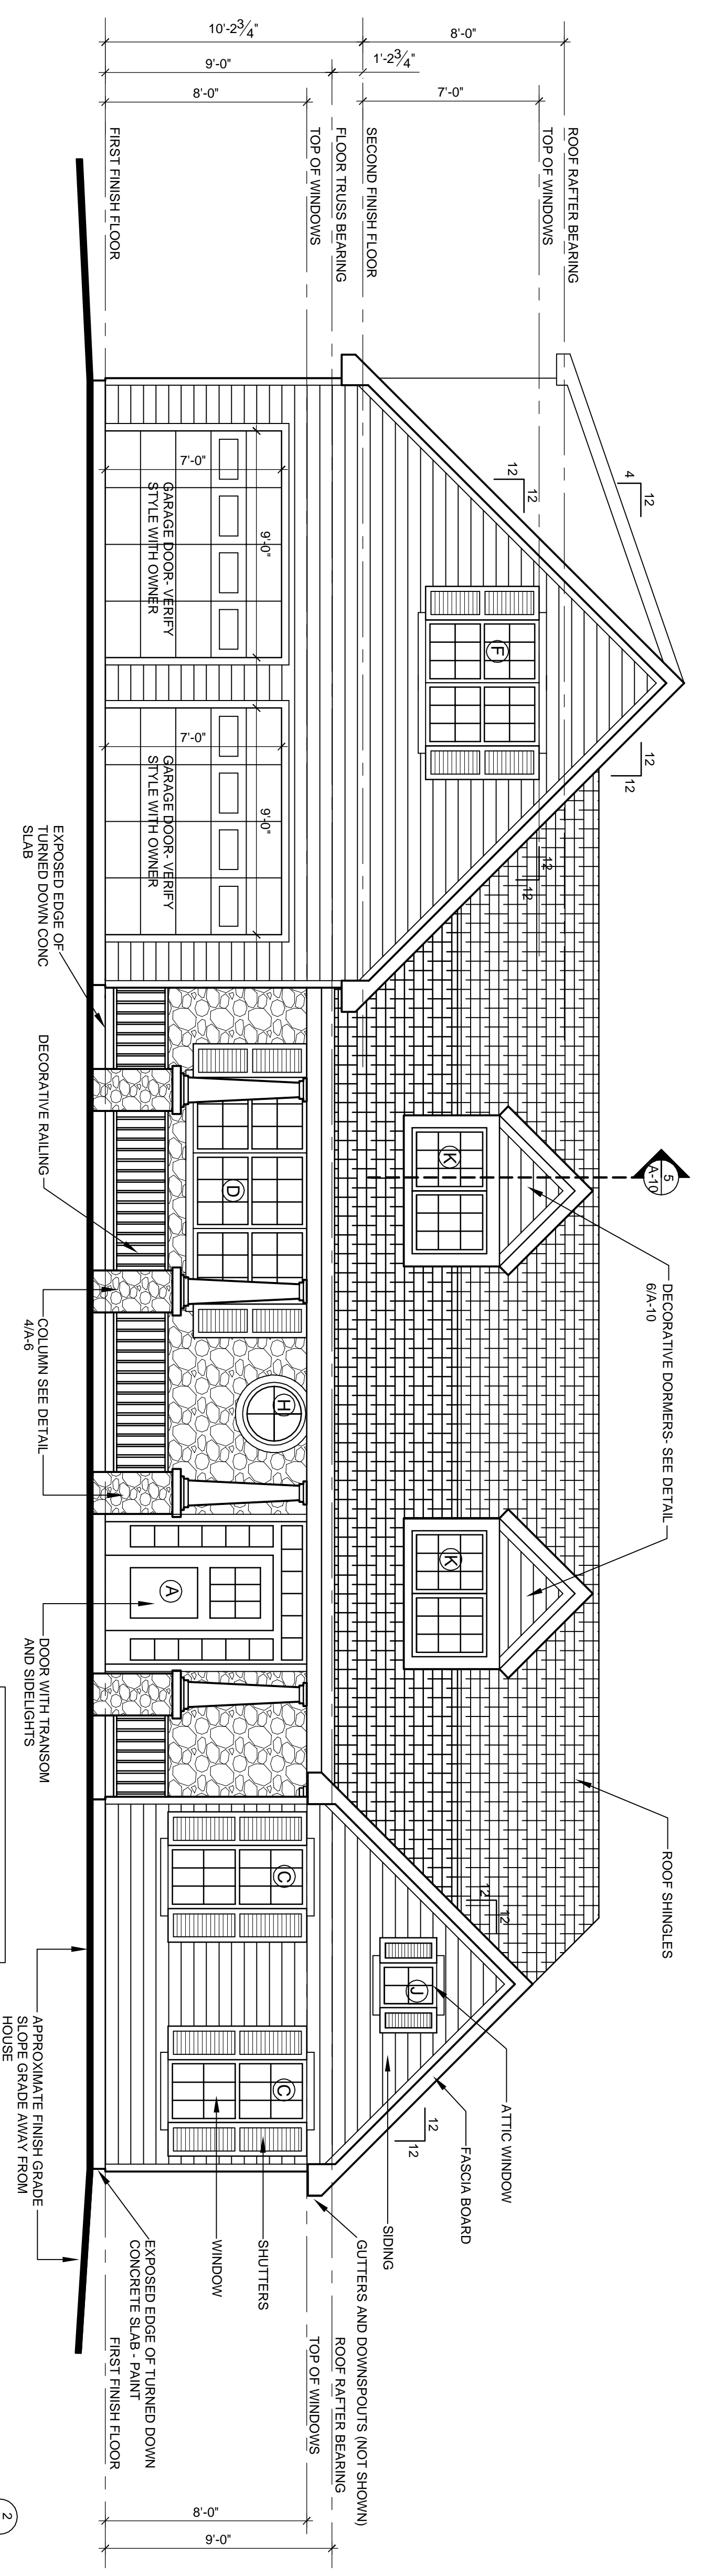 10'-2 3/4"
8'-0"
9'-0"
1'-2 3/4"
8'-0"
7'-0"
ROOF RAFTER BEARING
TOP OF WINDOWS
SECOND FINISH FLOOR
FLOOR TRUSS BEARING
TOP OF WINDOWS
FIRST FINISH FLOOR
12
4
12
12
12
12
12
12
F
7'-0"
9'-0"
GARAGE DOOR- VERIFY
STYLE WITH OWNER
7'-0"
9'-0"
GARAGE DOOR- VERIFY
STYLE WITH OWNER
EXPOSED EDGE OF
TURNED DOWN CONC
SLAB
DECORATIVE RAILING
COLUMN SEE DETAIL
4/A-6
5
A-10
DECORATIVE DORMERS- SEE DETAIL
6/A-10
K
K
D
H
A
DOOR WITH TRANSOM
AND SIDELIGHTS
ROOF SHINGLES
12
12
12
12
C
C
J
ATTIC WINDOW
FASCIA BOARD
SIDING
GUTTERS AND DOWNSPOUTS (NOT SHOWN)
SHUTTERS
WINDOW
EXPOSED EDGE OF TURNED DOWN
CONCRETE SLAB - PAINT
APPROXIMATE FINISH GRADE
SLOPE GRADE AWAY FROM
HOUSE
ROOF RAFTER BEARING
TOP OF WINDOWS
FIRST FINISH FLOOR
8'-0"
9'-0"
2